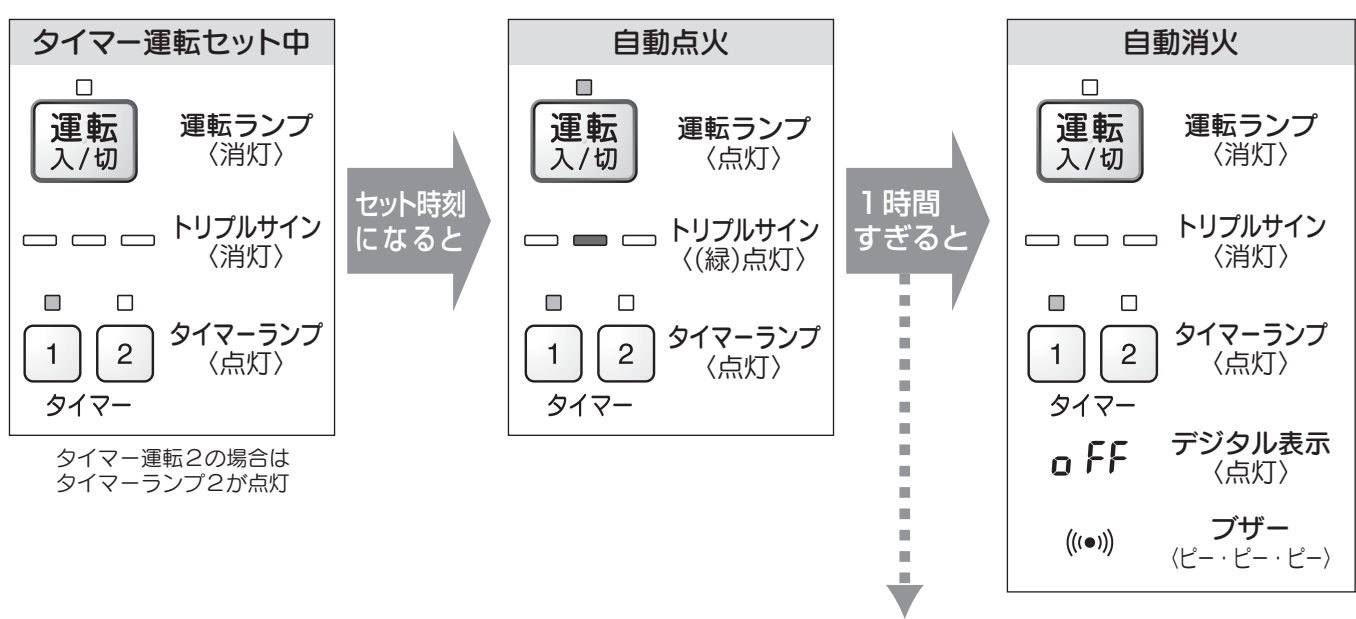 タイマー運転セット中
運転
入/切
運転ランプ
〈消灯〉
トリプルサイン
〈消灯〉
1
2
タイマーランプ
〈点灯〉
タイマー
タイマー運転2の場合は
タイマーランプ2が点灯
セット時刻
になると
自動点火
運転
入/切
運転ランプ
〈点灯〉
トリプルサイン
〈(緑)点灯〉
1
2
タイマーランプ
〈点灯〉
タイマー
1時間
すぎると
自動消火
運転
入/切
運転ランプ
〈消灯〉
トリプルサイン
〈消灯〉
1
2
タイマーランプ
〈点灯〉
タイマー
oFF
デジタル表示
〈点灯〉
ブザー
〈ピー・ピー・ピー〉